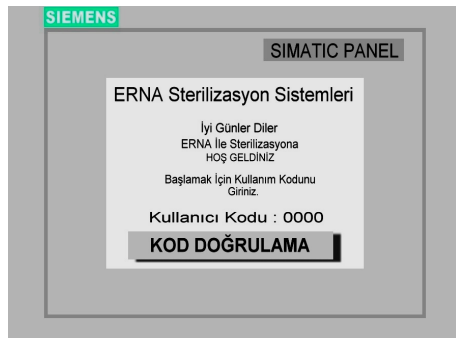 SIEMENS
SIMATIC PANEL
ERNA Sterilizasyon Sistemleri
İyi Günler Diler
ERNA İle Sterilizasyona
HOŞ GELDİNİZ
Başlamak İçin Kullanım Kodunu
Giriniz.
Kullanıcı Kodu : 0000
KOD DOĞRULAMA